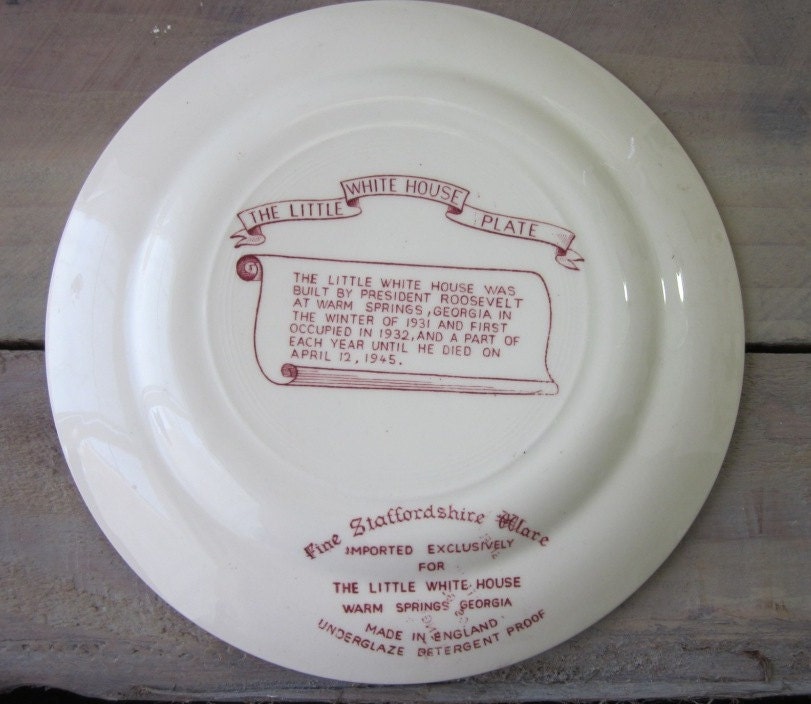 THE LITTLE WHITE HOUSE PLATE
THE LITTLE WHITE HOUSE WAS
BUILT BY PRESIDENT ROOSEVELT
AT WARM SPRINGS, GEORGIA IN
THE WINTER OF 1931 AND FIRST
OCCUPIED IN 1932, AND A PART OF
EACH YEAR UNTIL HE DIED ON
APRIL 12, 1945.
Fine Staffordshire Ware
IMPORTED EXCLUSIVELY
FOR
THE LITTLE WHITE HOUSE
WARM SPRINGS GEORGIA
MADE IN ENGLAND
UNDERGLAZE DETERGENT PROOF